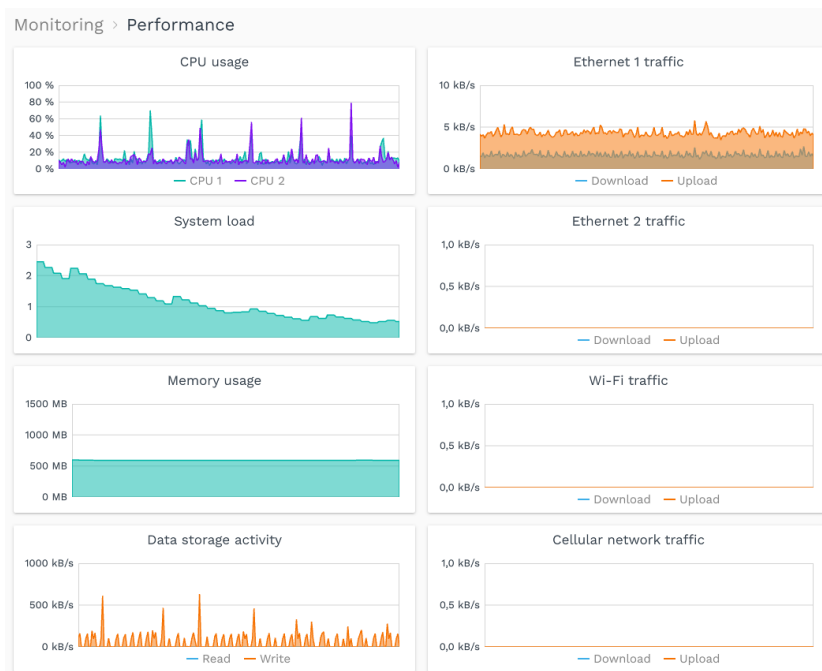 Monitoring > Performance
CPU usage
100 %
80 %
60 %
40 %
20 %
0 %
CPU 1 CPU 2
Ethernet 1 traffic
10 kB/s
5 kB/s
0 kB/s
Download Upload
System load
3
2
1
0
Ethernet 2 traffic
1,0 kB/s
0,5 kB/s
0,0 kB/s
Download Upload
Memory usage
1500 MB
1000 MB
500 MB
0 MB
Wi-Fi traffic
1,0 kB/s
0,5 kB/s
0,0 kB/s
Download Upload
Data storage activity
1000 kB/s
500 kB/s
0 kB/s
Read Write
Cellular network traffic
1,0 kB/s
0,5 kB/s
0,0 kB/s
Download Upload